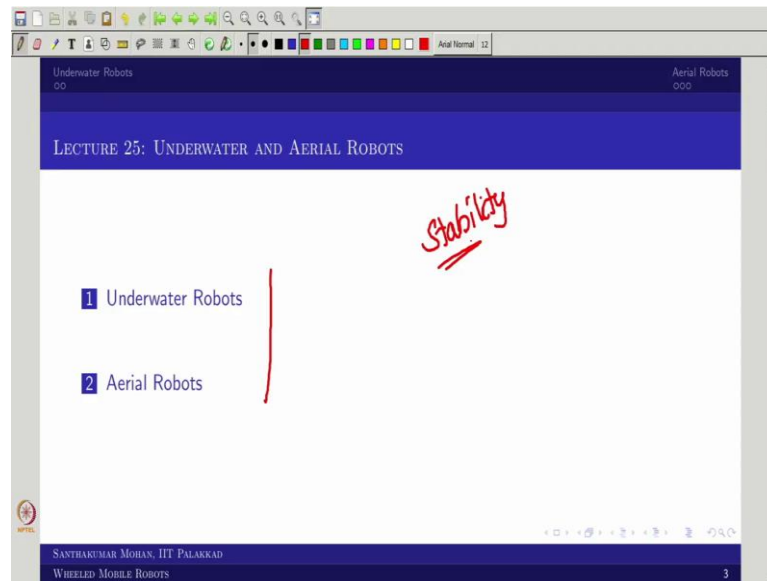 Arial Normal 12
Underwater Robots
Aerial Robots
LECTURE 25: UNDERWATER AND AERIAL ROBOTS
Stability
1 Underwater Robots
2 Aerial Robots
NPTEL
SANTHAKUMAR MOHAN, IIT PALAKKAD
WHEELED MOBILE ROBOTS 3